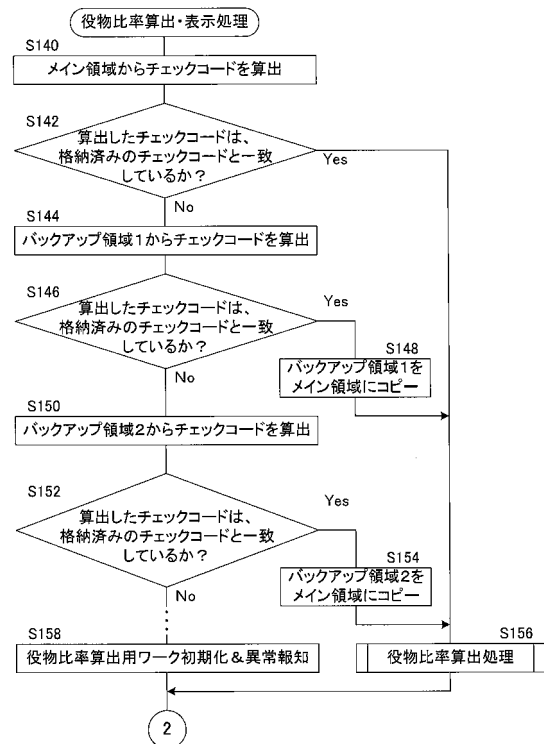 役物比率算出・表示処理
S140
メイン領域からチェックコードを算出
S142
算出したチェックコードは、
格納済みのチェックコードと一致
しているか？
Yes
No
S144
バックアップ領域1からチェックコードを算出
S146
算出したチェックコードは、
格納済みのチェックコードと一致
しているか？
Yes
No
S148
バックアップ領域1を
メイン領域にコピー
S150
バックアップ領域2からチェックコードを算出
S152
算出したチェックコードは、
格納済みのチェックコードと一致
しているか？
Yes
No
S154
バックアップ領域2を
メイン領域にコピー
S158
役物比率算出用ワーク初期化＆異常報知
S156
役物比率算出処理
2